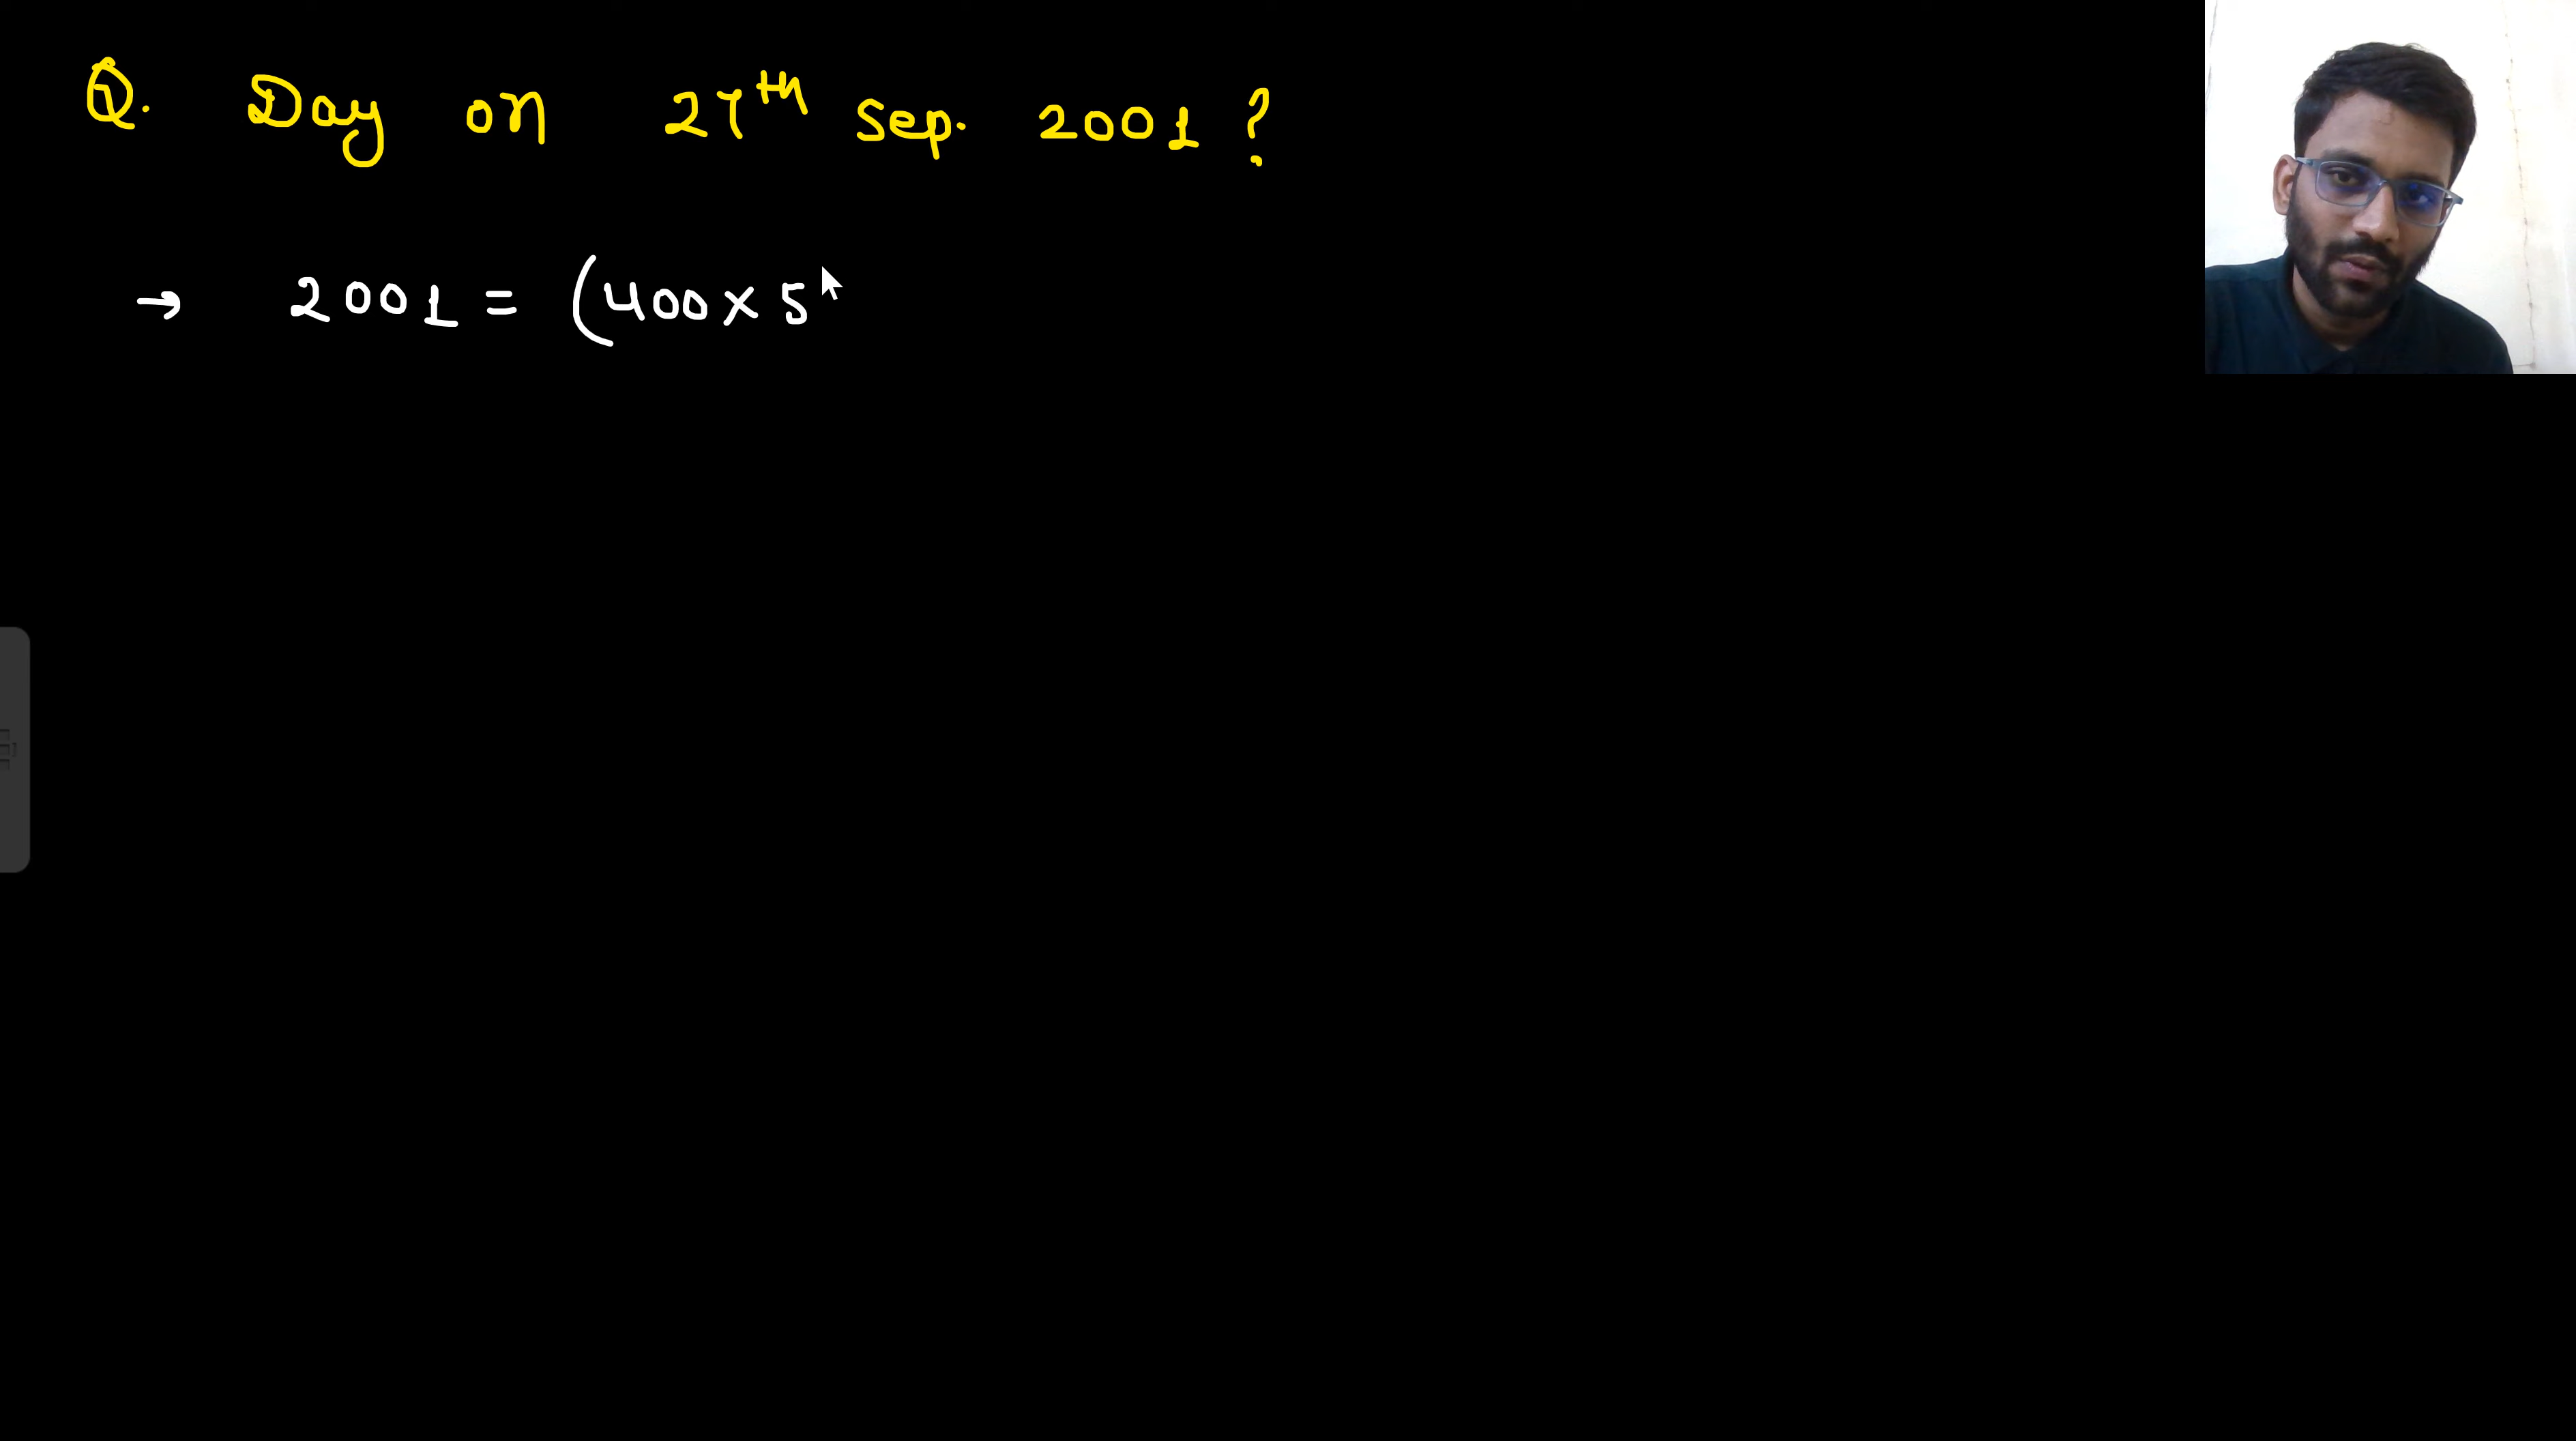 Q. Day on 27th Sep. 2001 ?
→ 2001 = (400 × 5